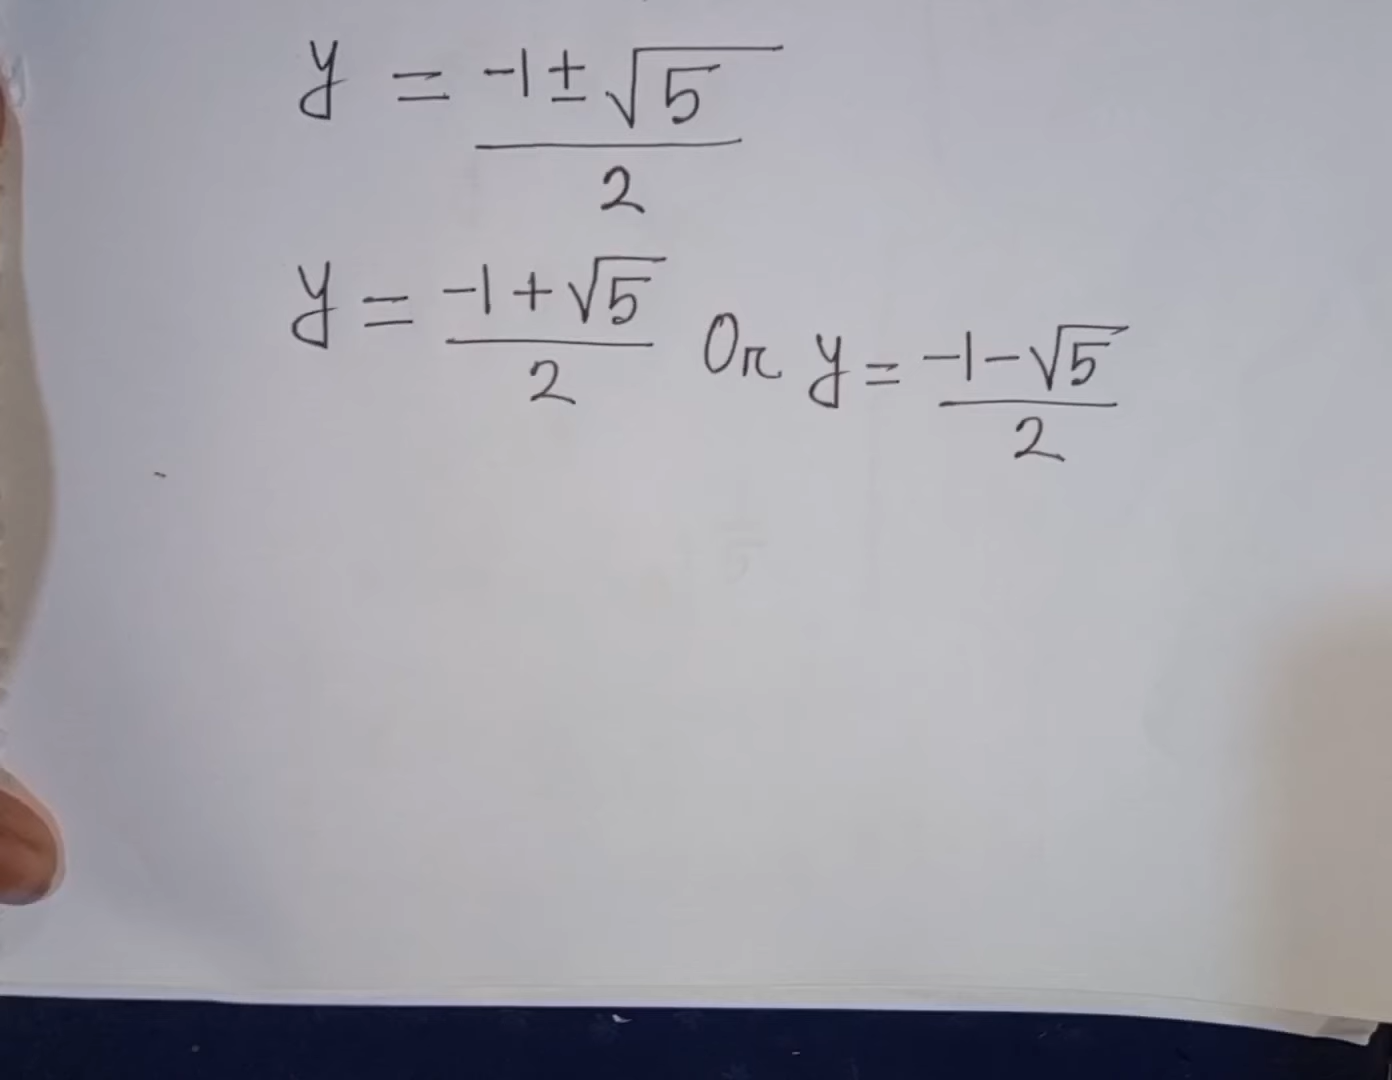 y = (-1 ± √5) / 2
y = (-1 + √5) / 2 Or y = (-1 - √5) / 2